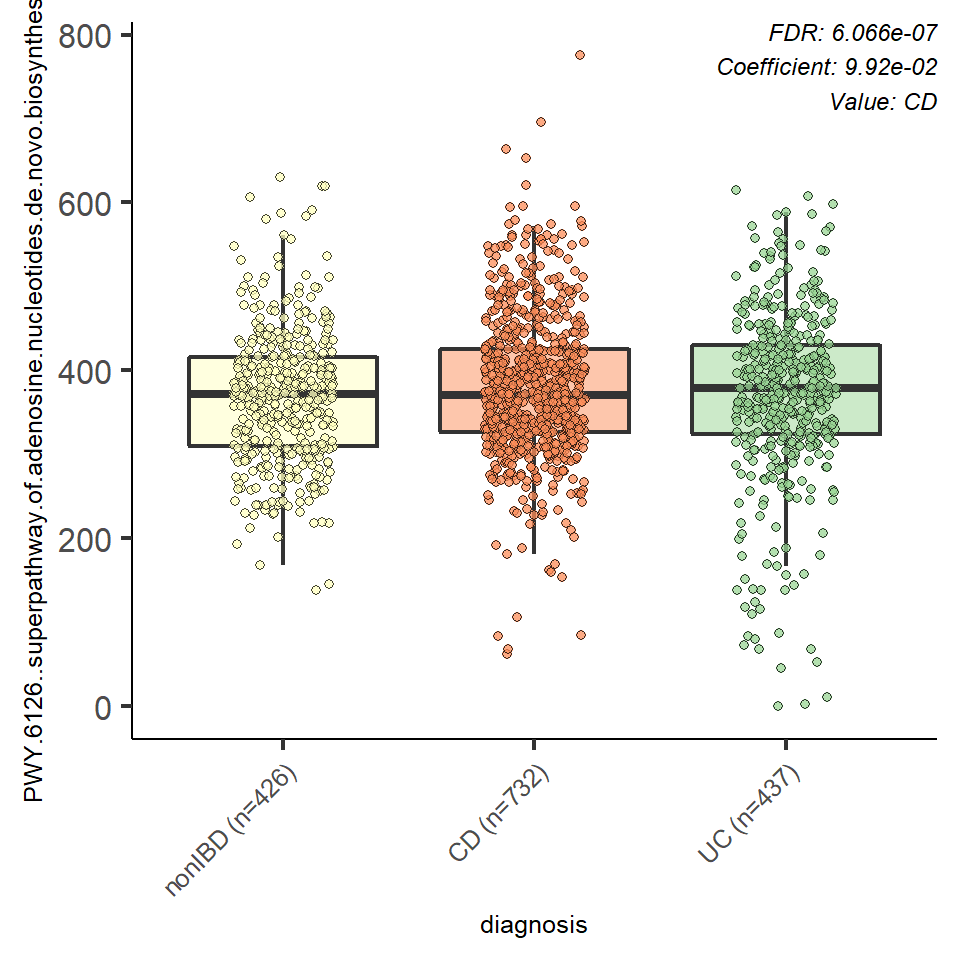 PWY.6126..superpathway.of.adenosine.nucleotides.de.novo.biosynthes
800
600
400
200
0
FDR: 6.066e-07
Coefficient: 9.92e-02
Value: CD
nonIBD (n=426)
CD (n=732)
UC (n=437)
diagnosis